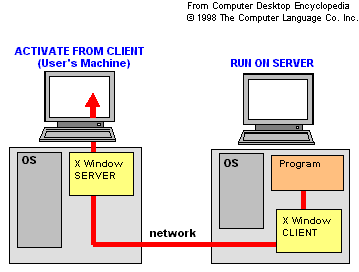 From Computer Desktop Encyclopedia
© 1998 The Computer Language Co. Inc.
ACTIVATE FROM CLIENT
(User's Machine)
RUN ON SERVER
OS
X Window
SERVER
OS
Program
X Window
CLIENT
network